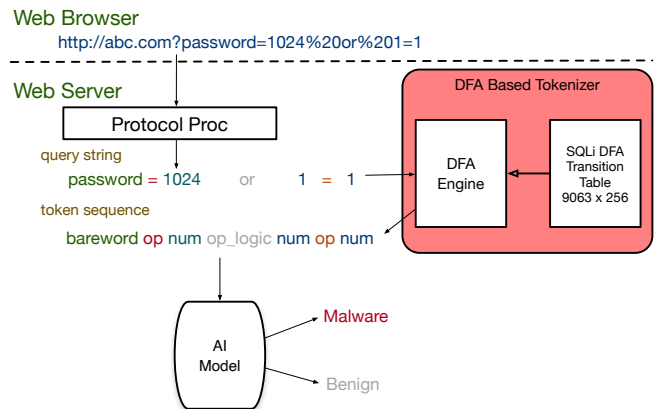 Web Browser
http://abc.com?password=1024%20or%201=1
Web Server
DFA Based Tokenizer
Protocol Proc
query string
password = 1024 or 1 = 1
DFA
Engine
SQLi DFA
Transition
Table
9063 x 256
token sequence
bareword op num op_logic num op num
AI
Model
Malware
Benign